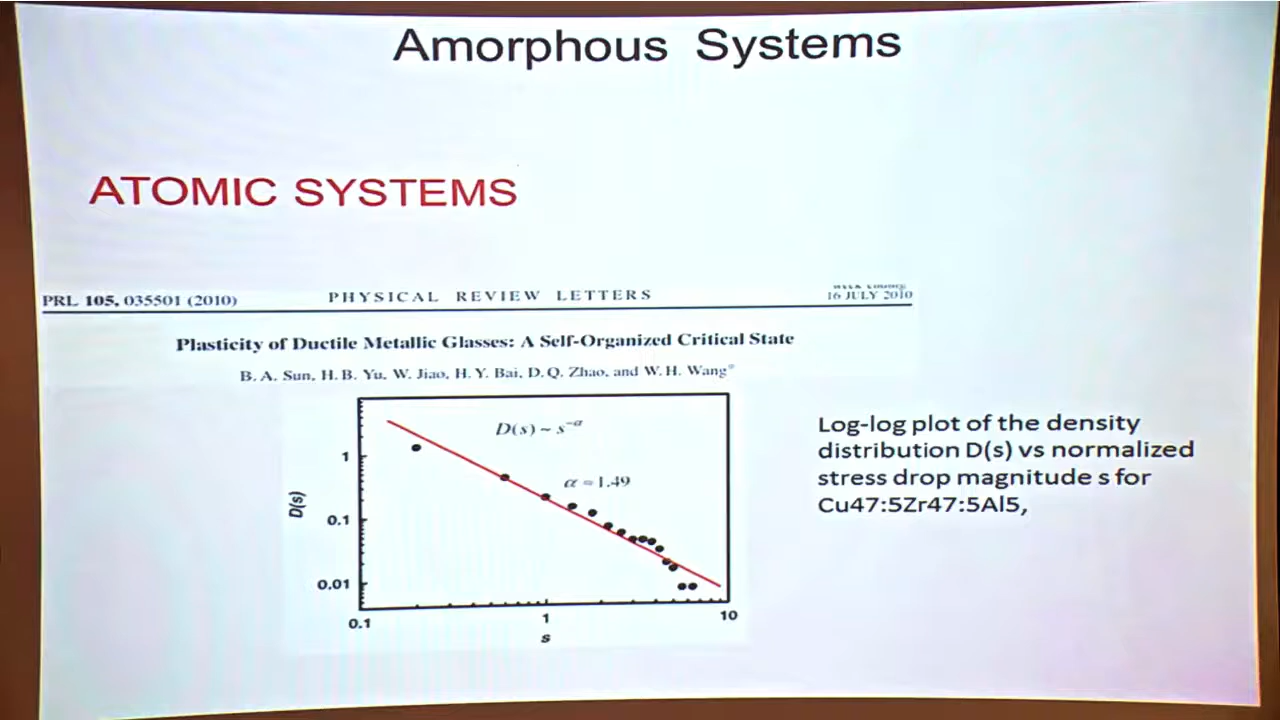 Amorphous Systems
ATOMIC SYSTEMS
PRL 105, 035501 (2010)
PHYSICAL REVIEW LETTERS
16 JULY 2010
Plasticity of Ductile Metallic Glasses: A Self-Organized Critical State
B. A. Sun, H. B. Yu, W. Jiao, H. Y. Bai, D. Q. Zhao, and W. H. Wang*
D(s) ~ s^-α
α = 1.49
1
0.1
0.01
D(s)
0.1
1
10
s
Log-log plot of the density
distribution D(s) vs normalized
stress drop magnitude s for
Cu47:5Zr47:5Al5,